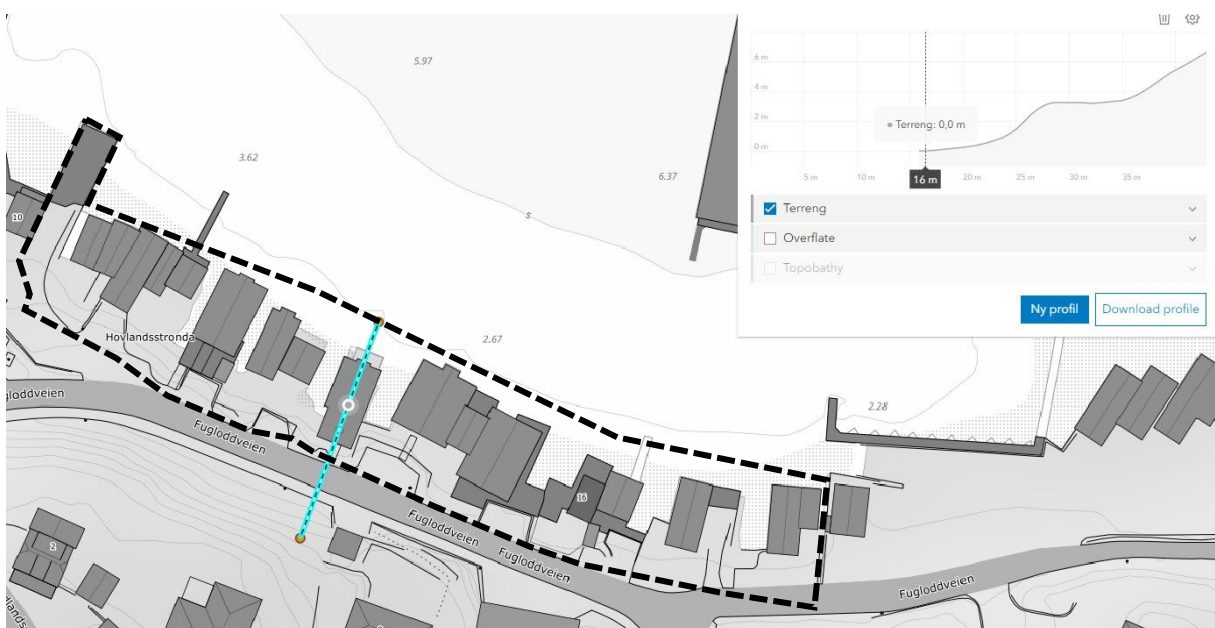 5.97
3.62
6.37
5
2.67
2.28
10
Hovlandsstronda
Fugloddveien
Fugloddveien
Fugloddveien
Fugloddveien
16
2
6 m
4 m
2 m
0 m
Terreng: 0,0 m
5 m
10 m
16 m
20 m
25 m
30 m
35 m
Terreng
Overflate
Topobathy
Ny profil
Download profile